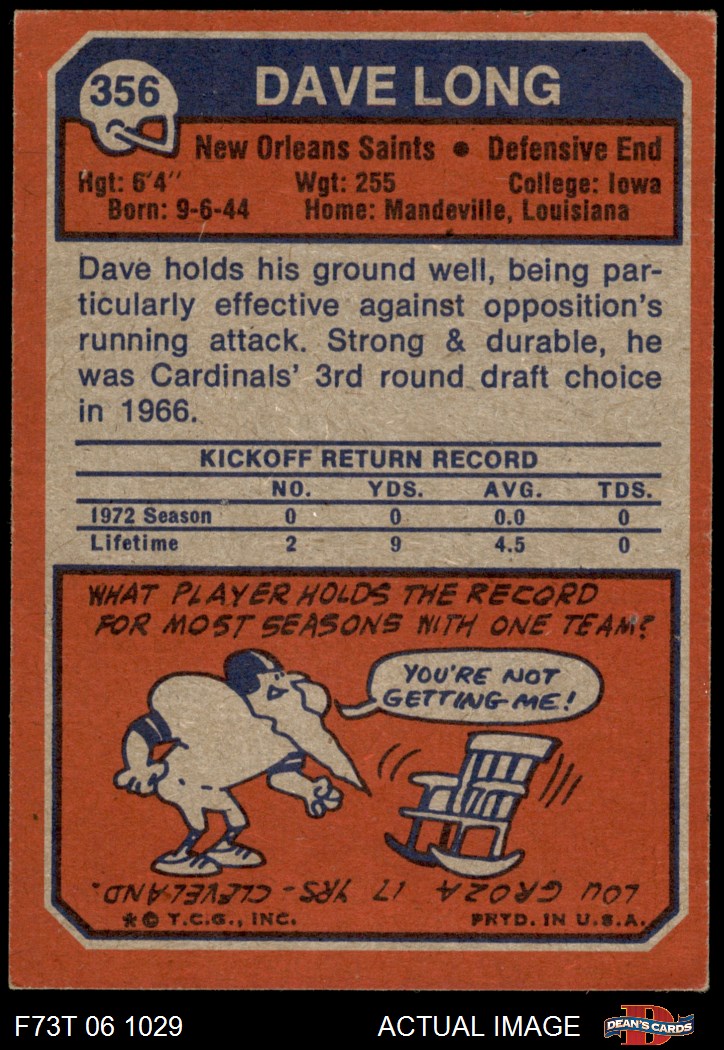 356 DAVE LONG
New Orleans Saints • Defensive End
Hgt: 6'4" Wgt: 255 College: Iowa
Born: 9-6-44 Home: Mandeville, Louisiana
Dave holds his ground well, being par-
ticularly effective against opposition's
running attack. Strong & durable, he
was Cardinals' 3rd round draft choice
in 1966.
KICKOFF RETURN RECORD
NO. YDS. AVG. TDS.
1972 Season 0 0 0.0 0
Lifetime 2 9 4.5 0
WHAT PLAYER HOLDS THE RECORD
FOR MOST SEASONS WITH ONE TEAM?
YOU'RE NOT
GETTING ME!
LOU GROZA 17 YRS - CLEVELAND.
* © T.C.G., INC. PRTD. IN U.S.A.
F73T 06 1029 ACTUAL IMAGE D DEAN'S CARDS